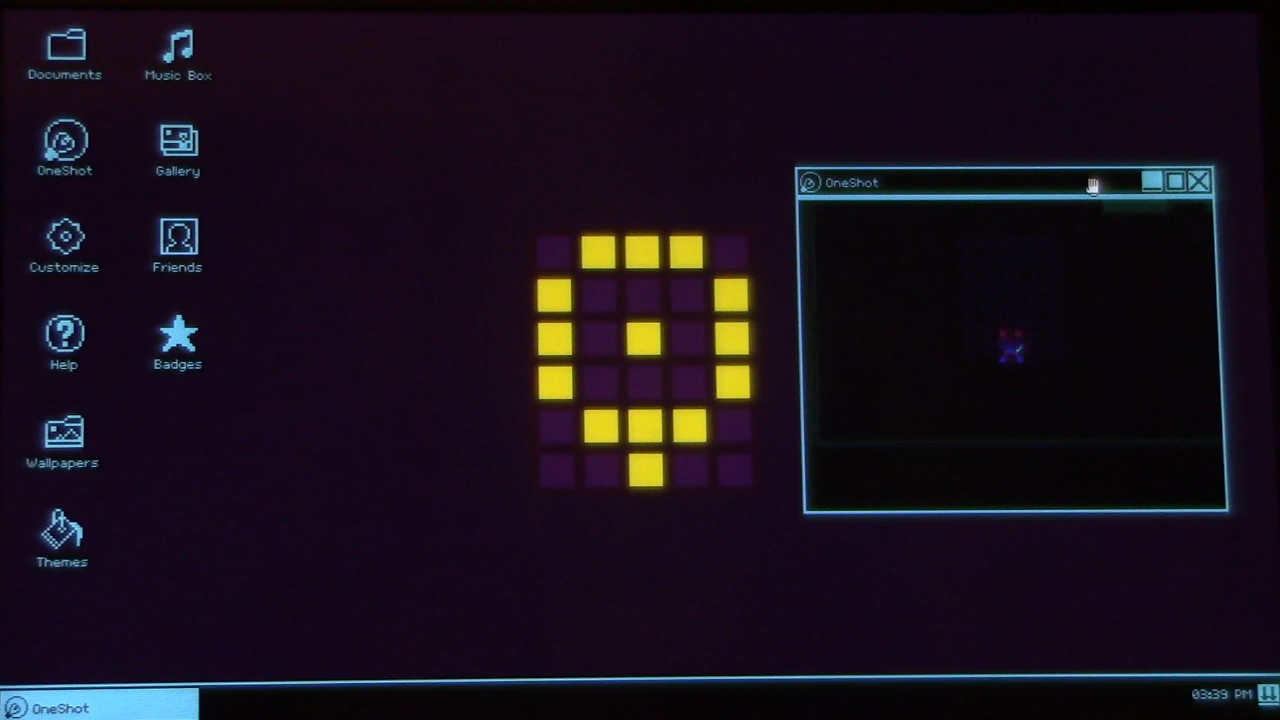 Documents
Music Box
OneShot
Gallery
Customize
Friends
Help
Badges
Wallpapers
Themes
OneShot
OneShot
03:39 PM